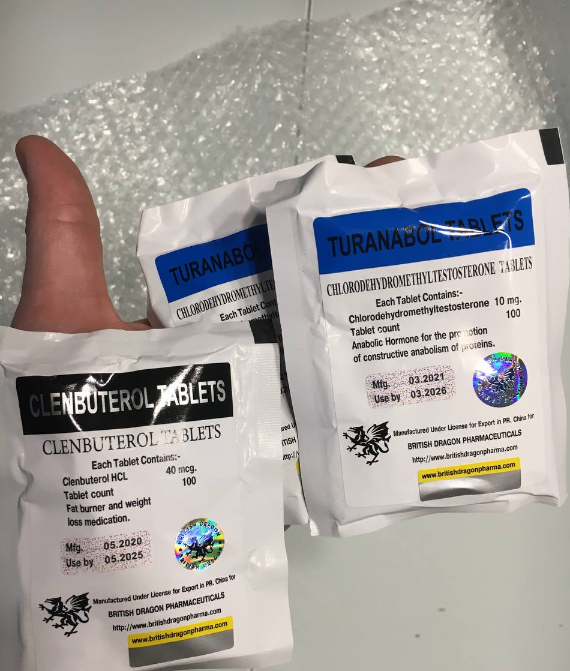 TURANABOL TABLETS
CHLORODEHYDROMETHYLTESTOSTERONE TABLETS
Each Tablet Contains:-
Chlorodehydromethyltestosterone 10 mg.
Tablet count 100
Anabolic Hormone for the promotion
of constructive anabolism of proteins.
Mfg. 03.2021
Use by 03.2026
Manufactured Under License for Export in PR. China for
BRITISH DRAGON PHARMACEUTICALS
http://www.britishdragonpharma.com
www.britishdragonpharma.com
TURANABOL
CHLORODEHYDROMETHYLTE
Each Tablet Con
CLENBUTEROL TABLETS
CLENBUTEROL TABLETS
Each Tablet Contains:-
Clenbuterol HCL 40 mcg.
Tablet count 100
Fat burner and weight
loss medication.
Mfg. 05.2020
Use by 05.2025
Manufactured Under License for Export in PR. China for
BRITISH DRAGON PHARMACEUTICALS
http://www.britishdragonpharma.com
www.britishdragonpharma.com